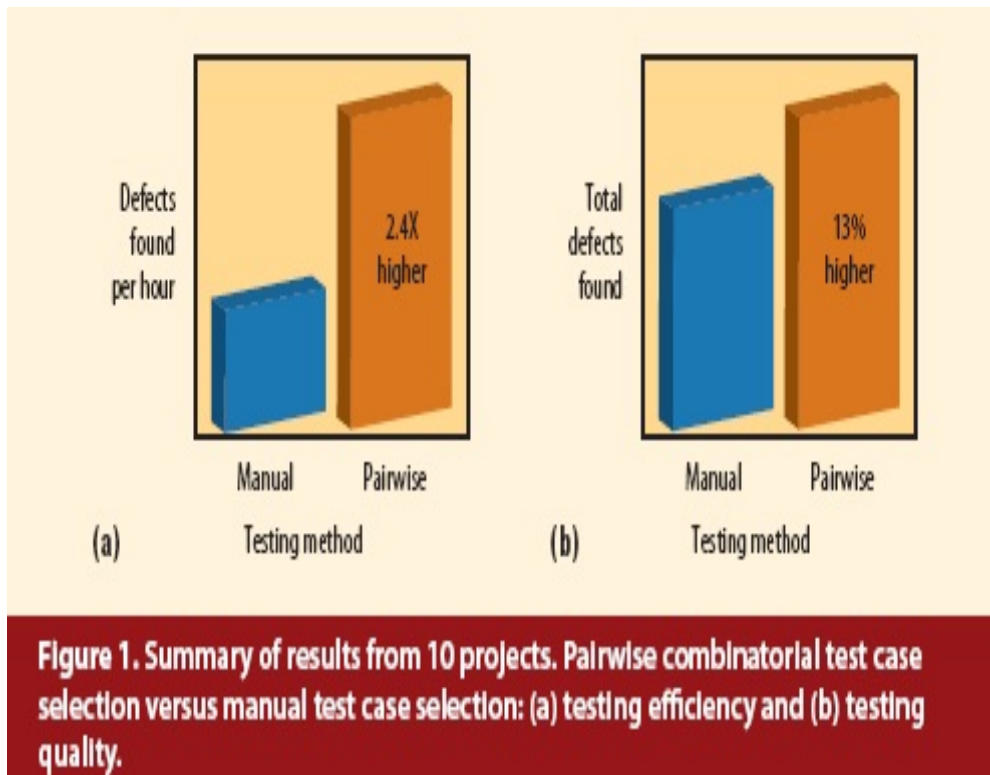 Defects
found
per hour
2.4X
higher
Manual
Pairwise
(a)
Testing method
Total
defects
found
13%
higher
Manual
Pairwise
(b)
Testing method
Figure 1. Summary of results from 10 projects. Pairwise combinatorial test case
selection versus manual test case selection: (a) testing efficiency and (b) testing
quality.